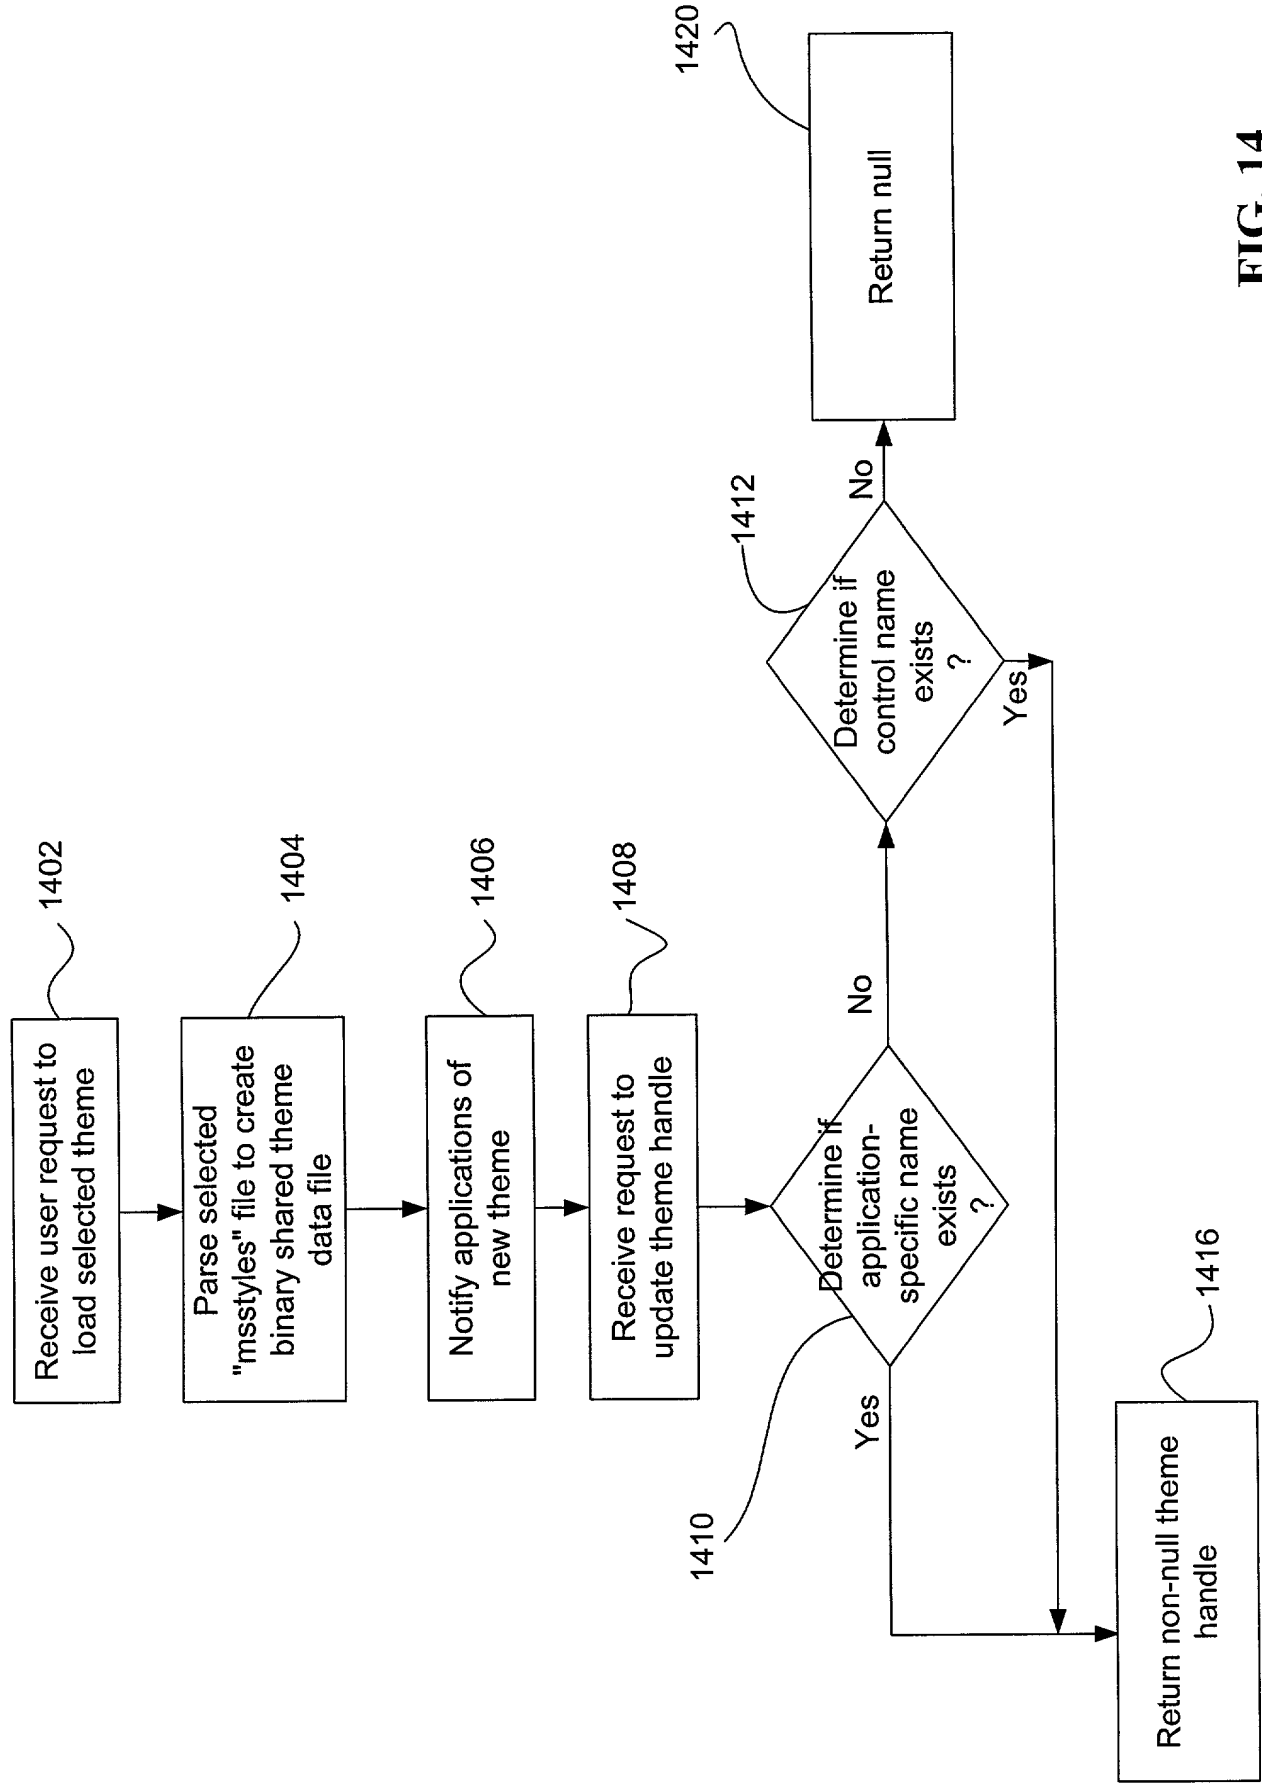 Receive user request to
load selected theme
1402
Parse selected
"msstyles" file to create
binary shared theme
data file
1404
Notify applications of
new theme
1406
Receive request to
update theme handle
1408
1410
Determine if
application-
specific name
exists
?
Yes
No
Determine if
control name
exists
?
1412
No
Yes
Return null
1420
Return non-null theme
handle
1416
FIG. 14